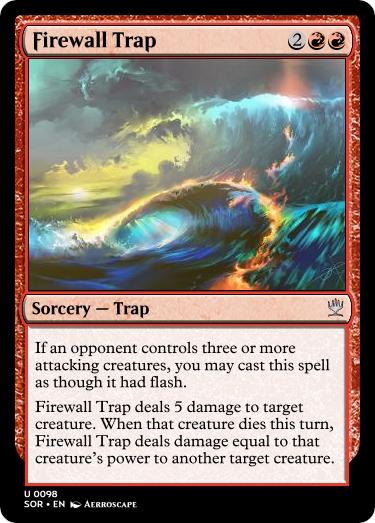 Firewall Trap 2
Sorcery — Trap
If an opponent controls three or more
attacking creatures, you may cast this spell
as though it had flash.
Firewall Trap deals 5 damage to target
creature. When that creature dies this turn,
Firewall Trap deals damage equal to that
creature's power to another target creature.
U 0098
SOR • EN Aerroscape